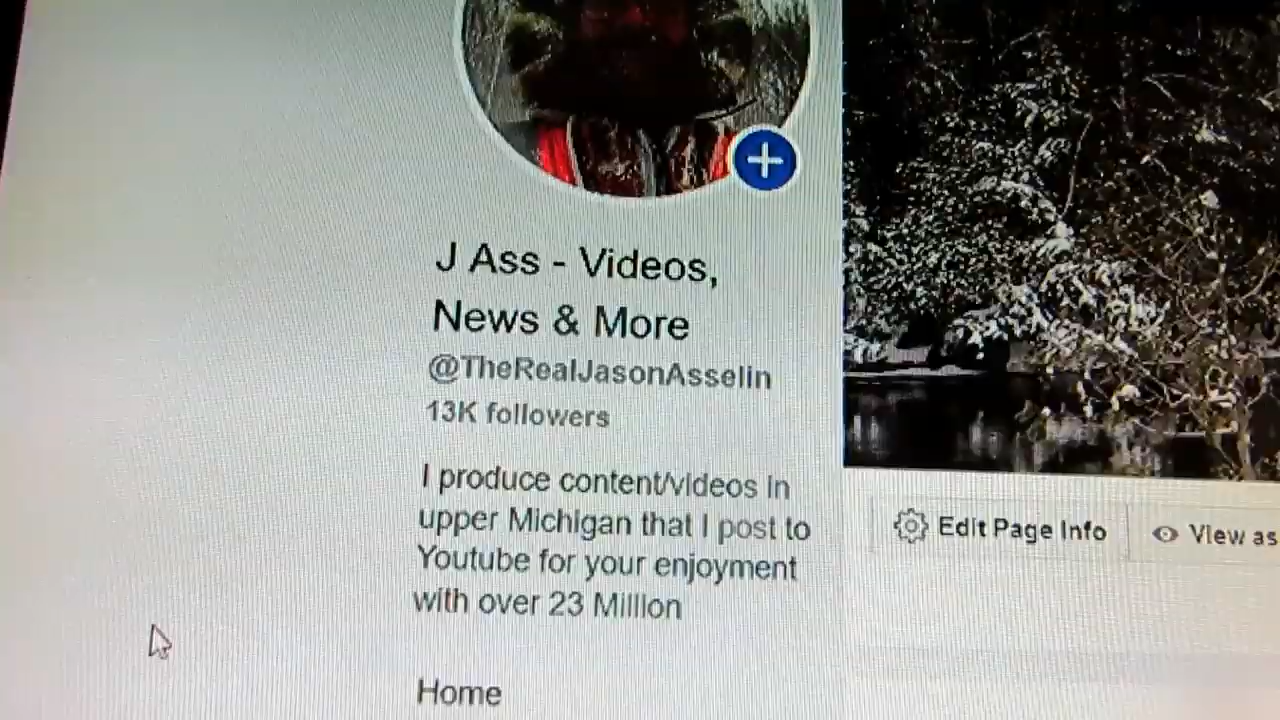 J Ass - Videos,
News & More
@TheRealJasonAsselin
13K followers
I produce content/videos in
upper Michigan that I post to
Youtube for your enjoyment
with over 23 Million
Edit Page Info
View as
Home